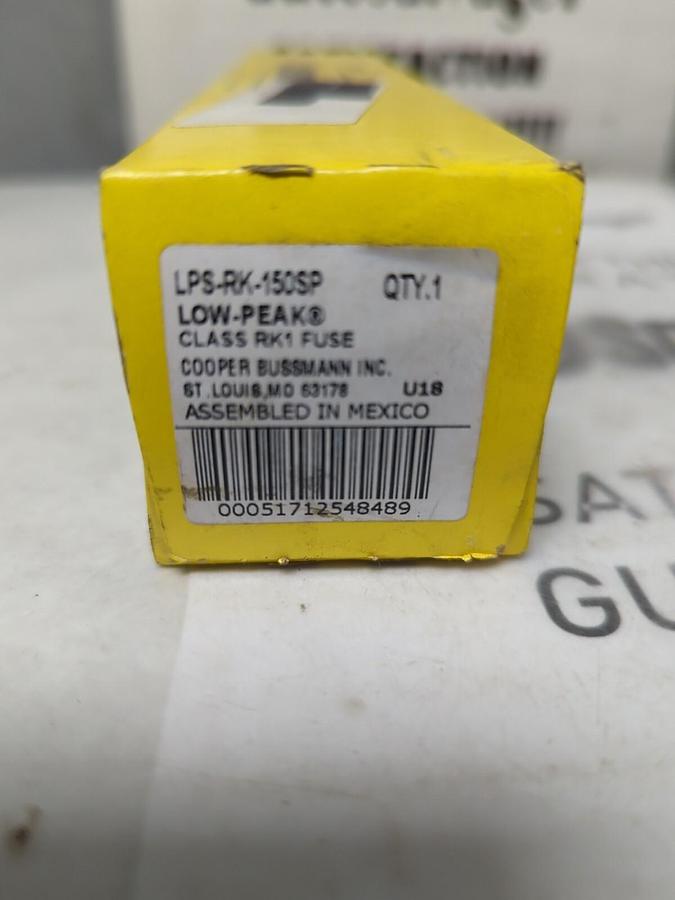 LPS-RK-150SP QTY.1
LOW-PEAK®
CLASS RK1 FUSE
COOPER BUSSMANN INC.
ST. LOUIS, MO 63178 U18
ASSEMBLED IN MEXICO
00051712548489
GU